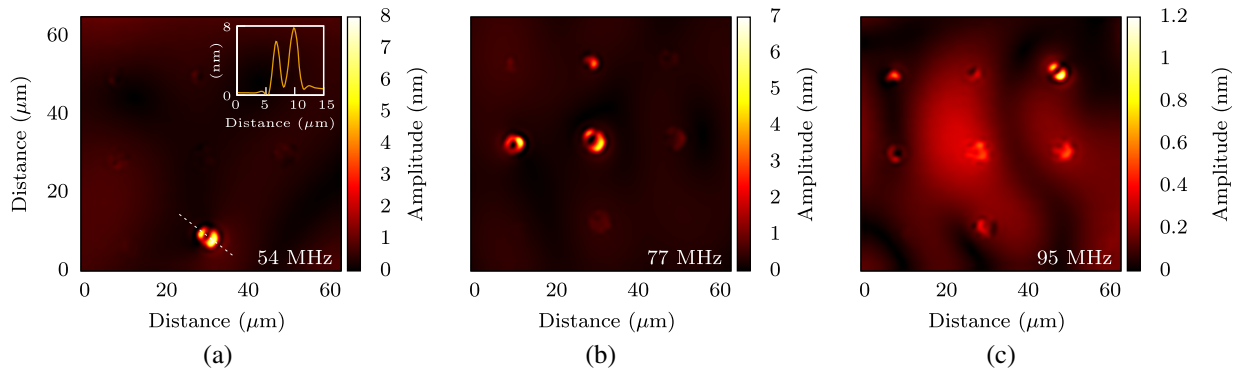 60
40
20
0
Distance (μm)
0 20 40 60
Distance (μm)
8
(nm)
0
0 5 10 15
Distance (μm)
54 MHz
8
7
6
5
4
3
2
1
0
Amplitude (nm)
(a)
77 MHz
0 20 40 60
Distance (μm)
7
6
5
4
3
2
1
0
Amplitude (nm)
(b)
95 MHz
0 20 40 60
Distance (μm)
1.2
1
0.8
0.6
0.4
0.2
0
Amplitude (nm)
(c)